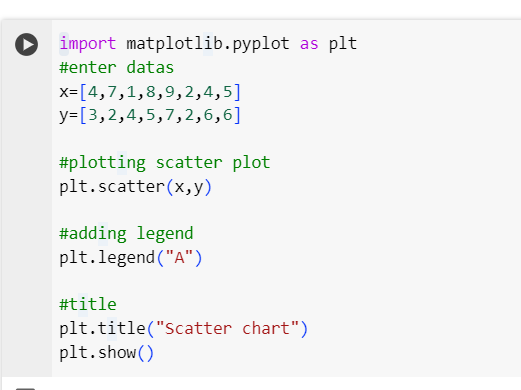 import matplotlib.pyplot as plt
#enter datas
x=[4,7,1,8,9,2,4,5]
y=[3,2,4,5,7,2,6,6]
#plotting scatter plot
plt.scatter(x,y)
#adding legend
plt.legend("A")
#title
plt.title("Scatter chart")
plt.show()